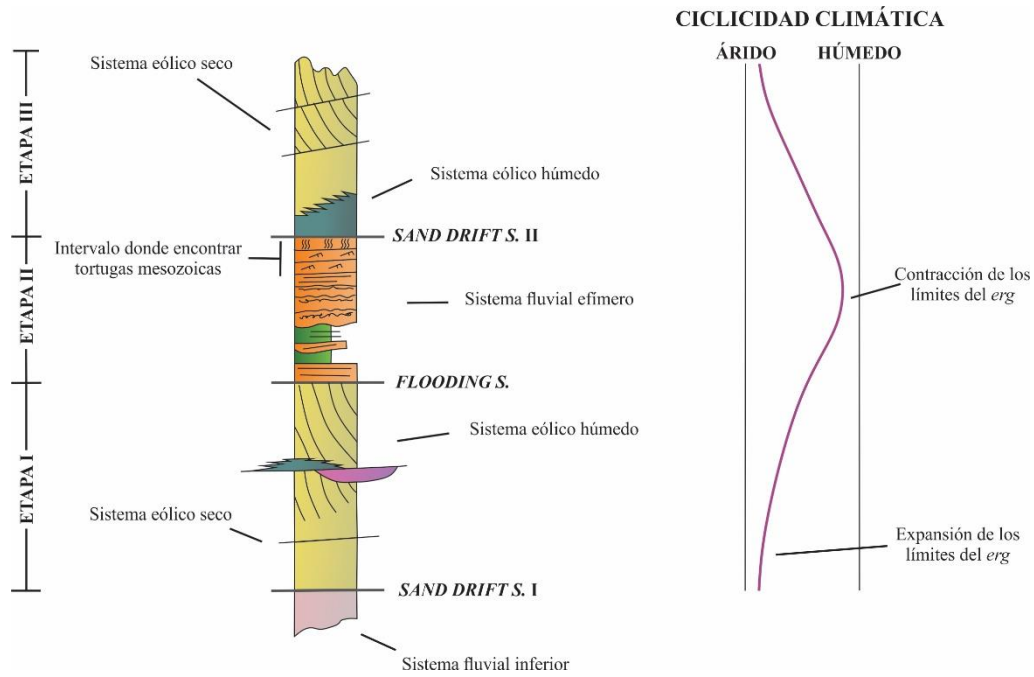 CICLICIDAD CLIMÁTICA
ÁRIDO
HÚMEDO
ETAPA III
ETAPA II
ETAPA I
Sistema eólico seco
Sistema eólico húmedo
SAND DRIFT S. II
Intervalo donde encontrar
tortugas mesozoicas
Sistema fluvial efímero
FLOODING S.
Sistema eólico húmedo
Sistema eólico seco
SAND DRIFT S. I
Sistema fluvial inferior
Contracción de los
límites del erg
Expansión de los
límites del erg